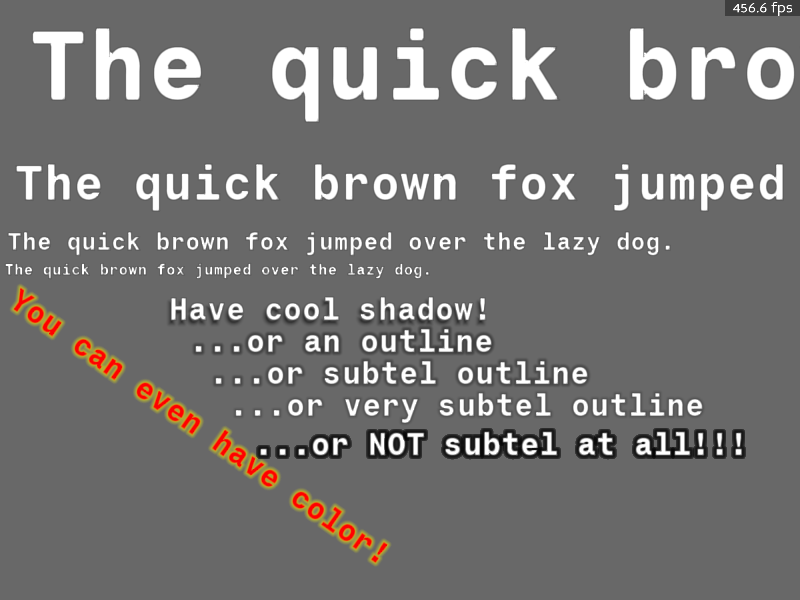 456.6 fps
The quick bro
The quick brown fox jumped
The quick brown fox jumped over the lazy dog.
The quick brown fox jumped over the lazy dog.
Have cool shadow!
...or an outline
...or subtel outline
...or very subtel outline
...or NOT subtel at all!!!
You can even have color!